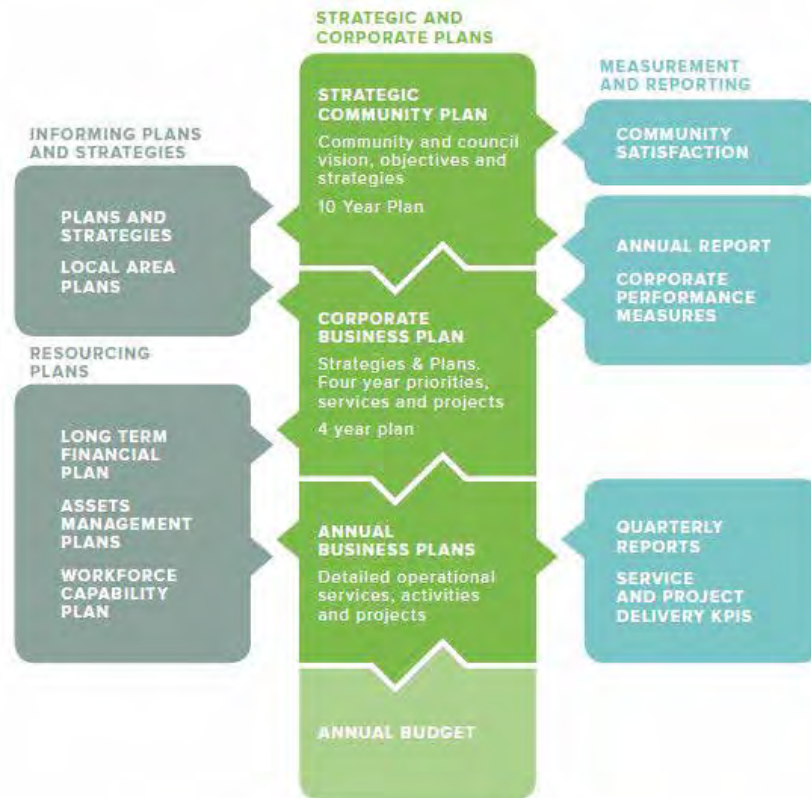 STRATEGIC AND
CORPORATE PLANS
STRATEGIC
COMMUNITY PLAN
Community and council
vision, objectives and
strategies
10 Year Plan
CORPORATE
BUSINESS PLAN
Strategies & Plans.
Four year priorities,
services and projects
4 year plan
ANNUAL
BUSINESS PLANS
Detailed operational
services, activities
and projects
ANNUAL BUDGET
INFORMING PLANS
AND STRATEGIES
PLANS AND
STRATEGIES
LOCAL AREA
PLANS
RESOURCING
PLANS
LONG TERM
FINANCIAL
PLAN
ASSETS
MANAGEMENT
PLANS
WORKFORCE
CAPABILITY
PLAN
MEASUREMENT
AND REPORTING
COMMUNITY
SATISFACTION
ANNUAL REPORT
CORPORATE
PERFORMANCE
MEASURES
QUARTERLY
REPORTS
SERVICE
AND PROJECT
DELIVERY KPIS